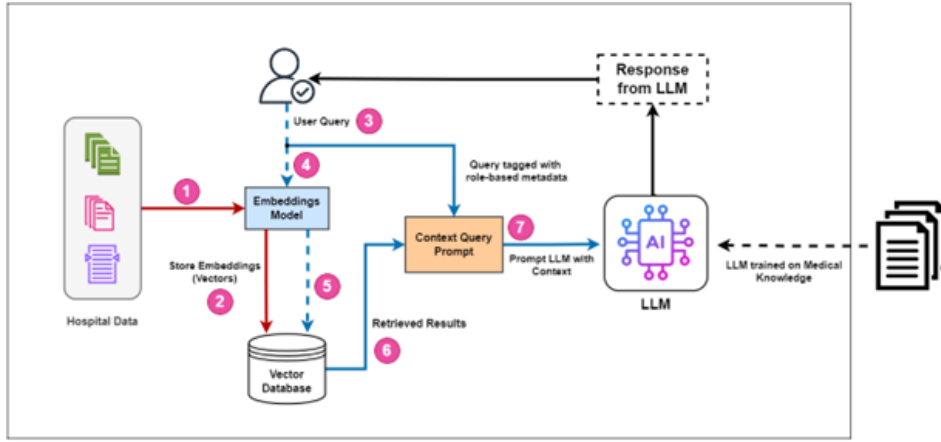 Response
from LLM
User Query
3
4
Query tagged with
role-based metadata
1
Embeddings
Model
Context Query
Prompt
7
Prompt LLM with
Context
AI
LLM
LLM trained on Medical
Knowledge
Store Embeddings
(Vectors)
2
5
Hospital Data
Retrieved Results
6
Vector
Database